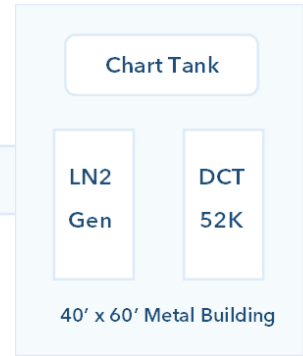 Chart Tank
LN2
Gen
DCT
52K
40’ x 60’ Metal Building